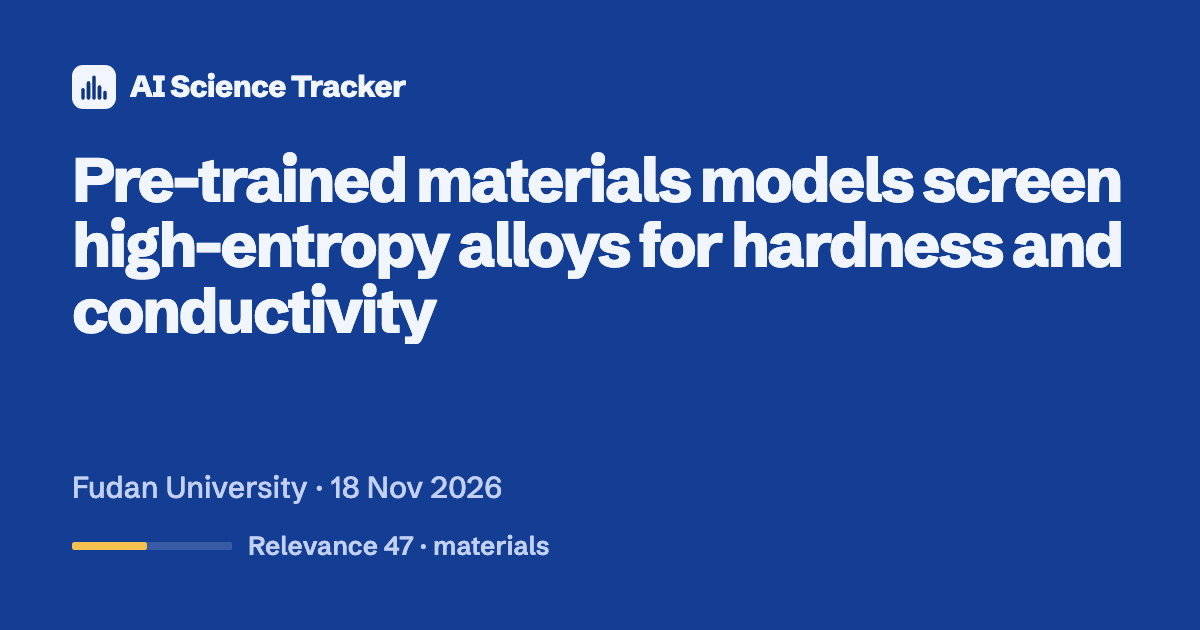 AI Science Tracker
Pre-trained materials models screen
high-entropy alloys for hardness and
conductivity
Fudan University · 18 Nov 2026
Relevance 47 · materials